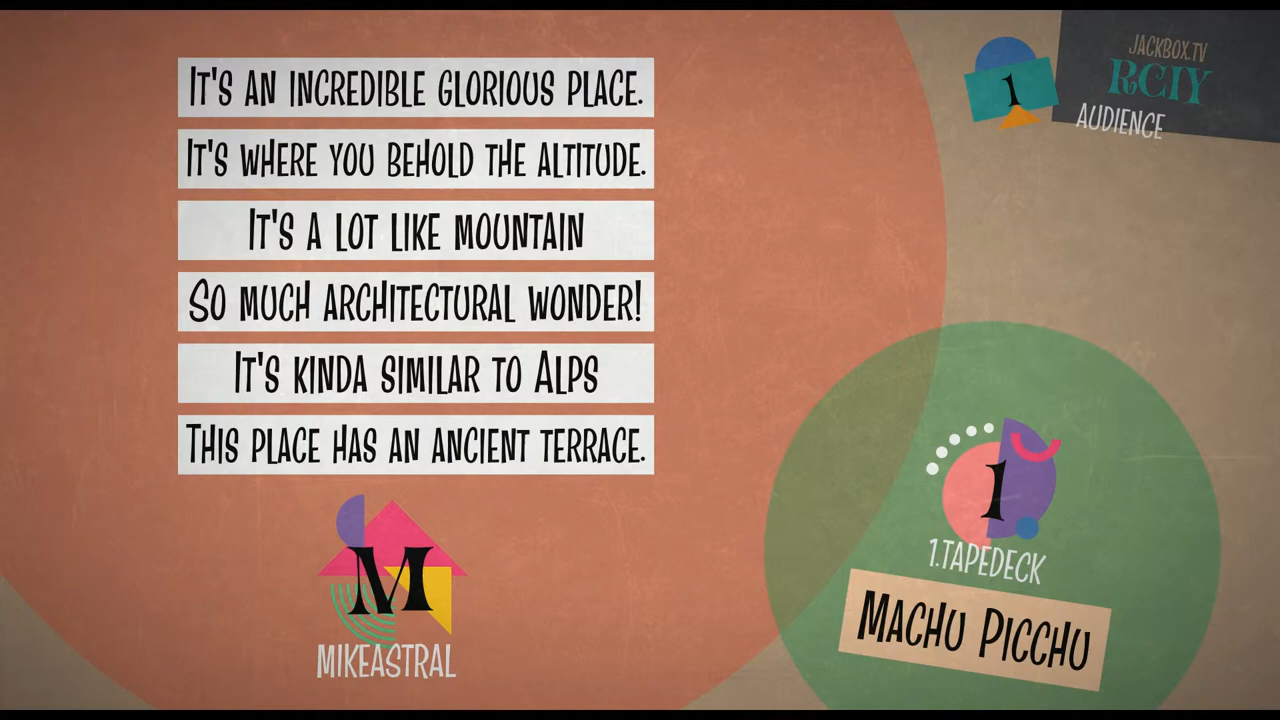 It's an incredible glorious place.
It's where you behold the altitude.
It's a lot like mountain
So much architectural wonder!
It's kinda similar to Alps
This place has an ancient terrace.
M
MIKEASTRAL
1
JACKBOX.TV
RCIY
AUDIENCE
1
1.TAPEDECK
Machu Picchu